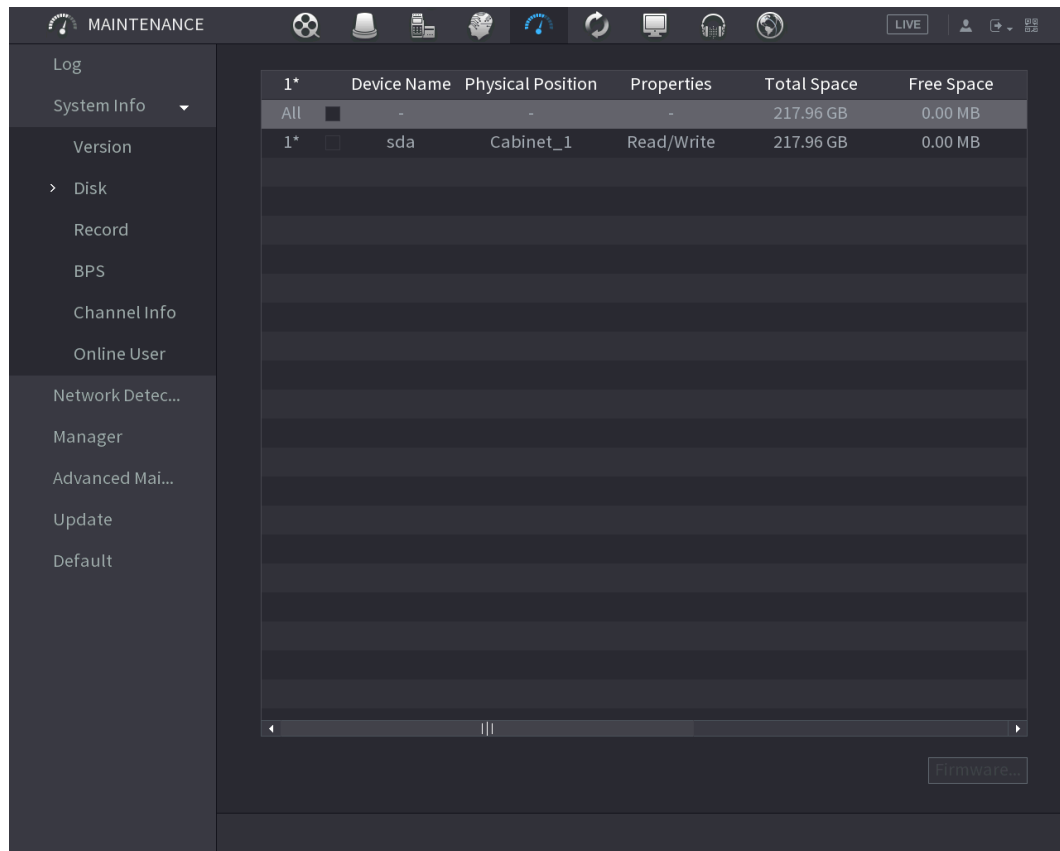 MAINTENANCE
LIVE
Log
System Info
Version
Disk
Record
BPS
Channel Info
Online User
Network Detec...
Manager
Advanced Mai...
Update
Default
1* Device Name Physical Position Properties Total Space Free Space
All - - - 217.96 GB 0.00 MB
1* sda Cabinet_1 Read/Write 217.96 GB 0.00 MB
Firmware...